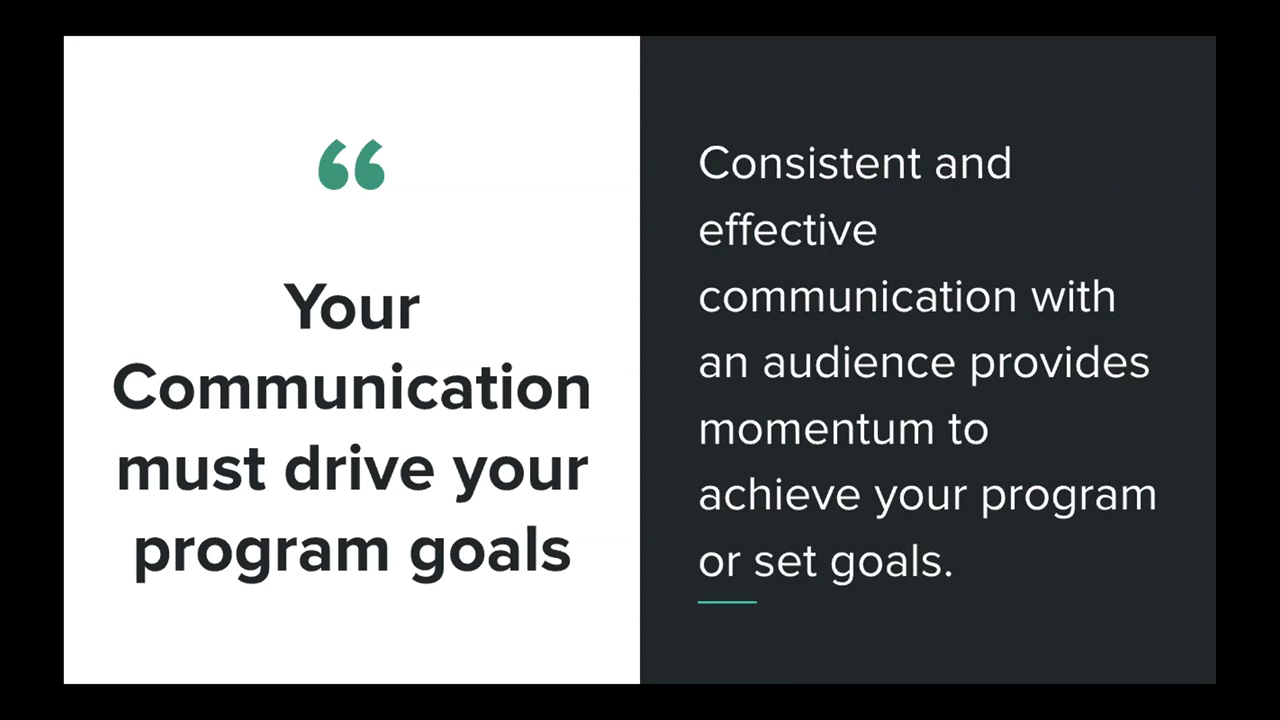 “
Your
Communication
must drive your
program goals
Consistent and
effective
communication with
an audience provides
momentum to
achieve your program
or set goals.